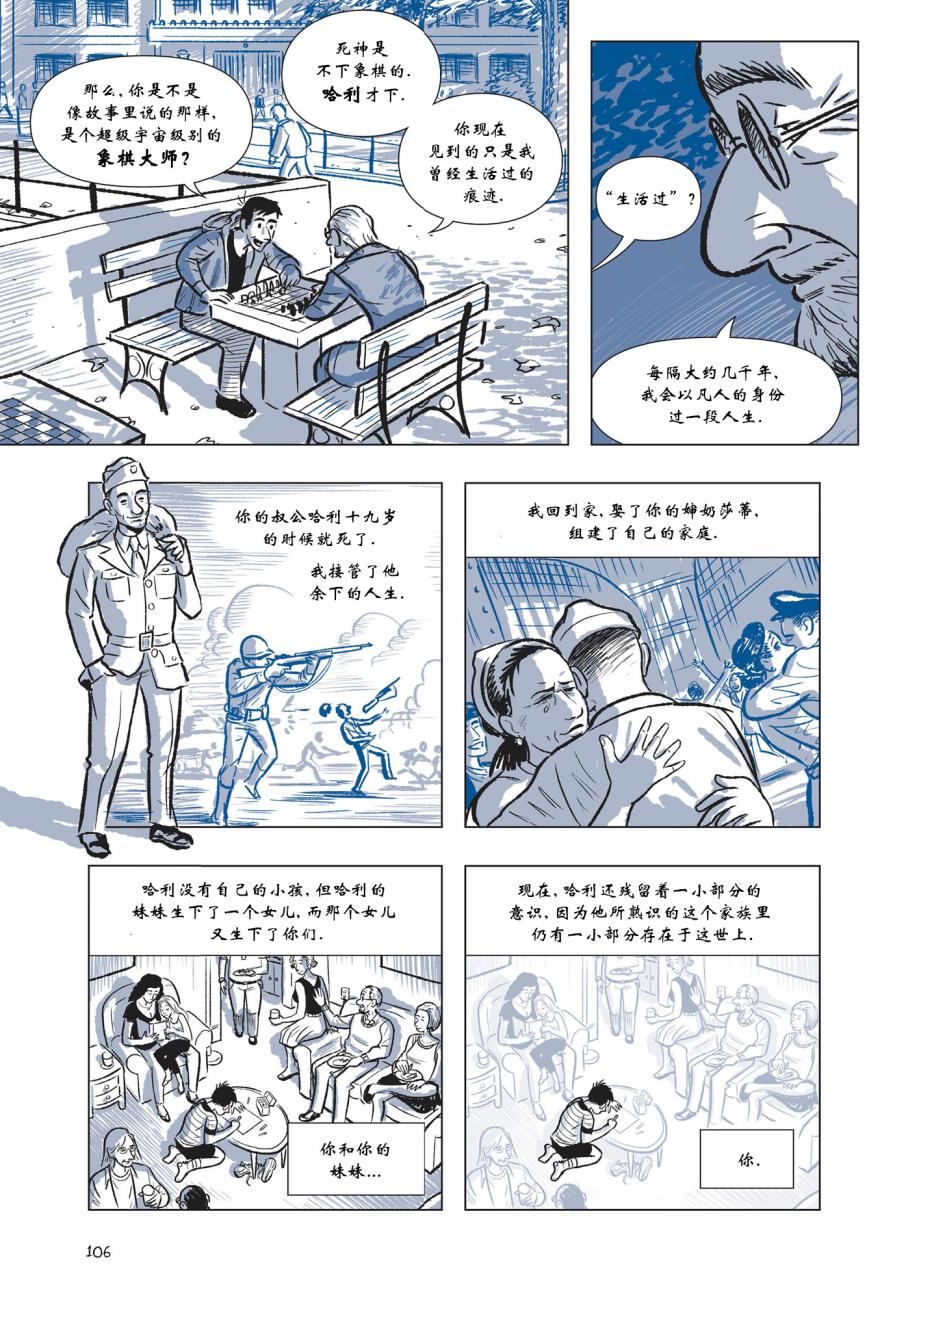 那么,你是不是
像故事里说的那样,
是个超级宇宙级别的
象棋大师?
死神是
不下象棋的.
哈利才下.
你现在
见到的只是我
曾经生活过的
痕迹.
“生活过”?
每隔大约几千年,
我会以凡人的身份
过一段人生.
你的叔公哈利十九岁
的时候就死了.
我接管了他
余下的人生.
我回到家,娶了你的婶奶莎蒂,
组建了自己的家庭.
哈利没有自己的小孩,但哈利的
妹妹生下了一个女儿,而那个女儿
又生下了你们.
你和你的
妹妹...
现在,哈利还残留着一小部分的
意识,因为他所熟识的这个家族里
仍有一小部分存在于这世上.
你.
106